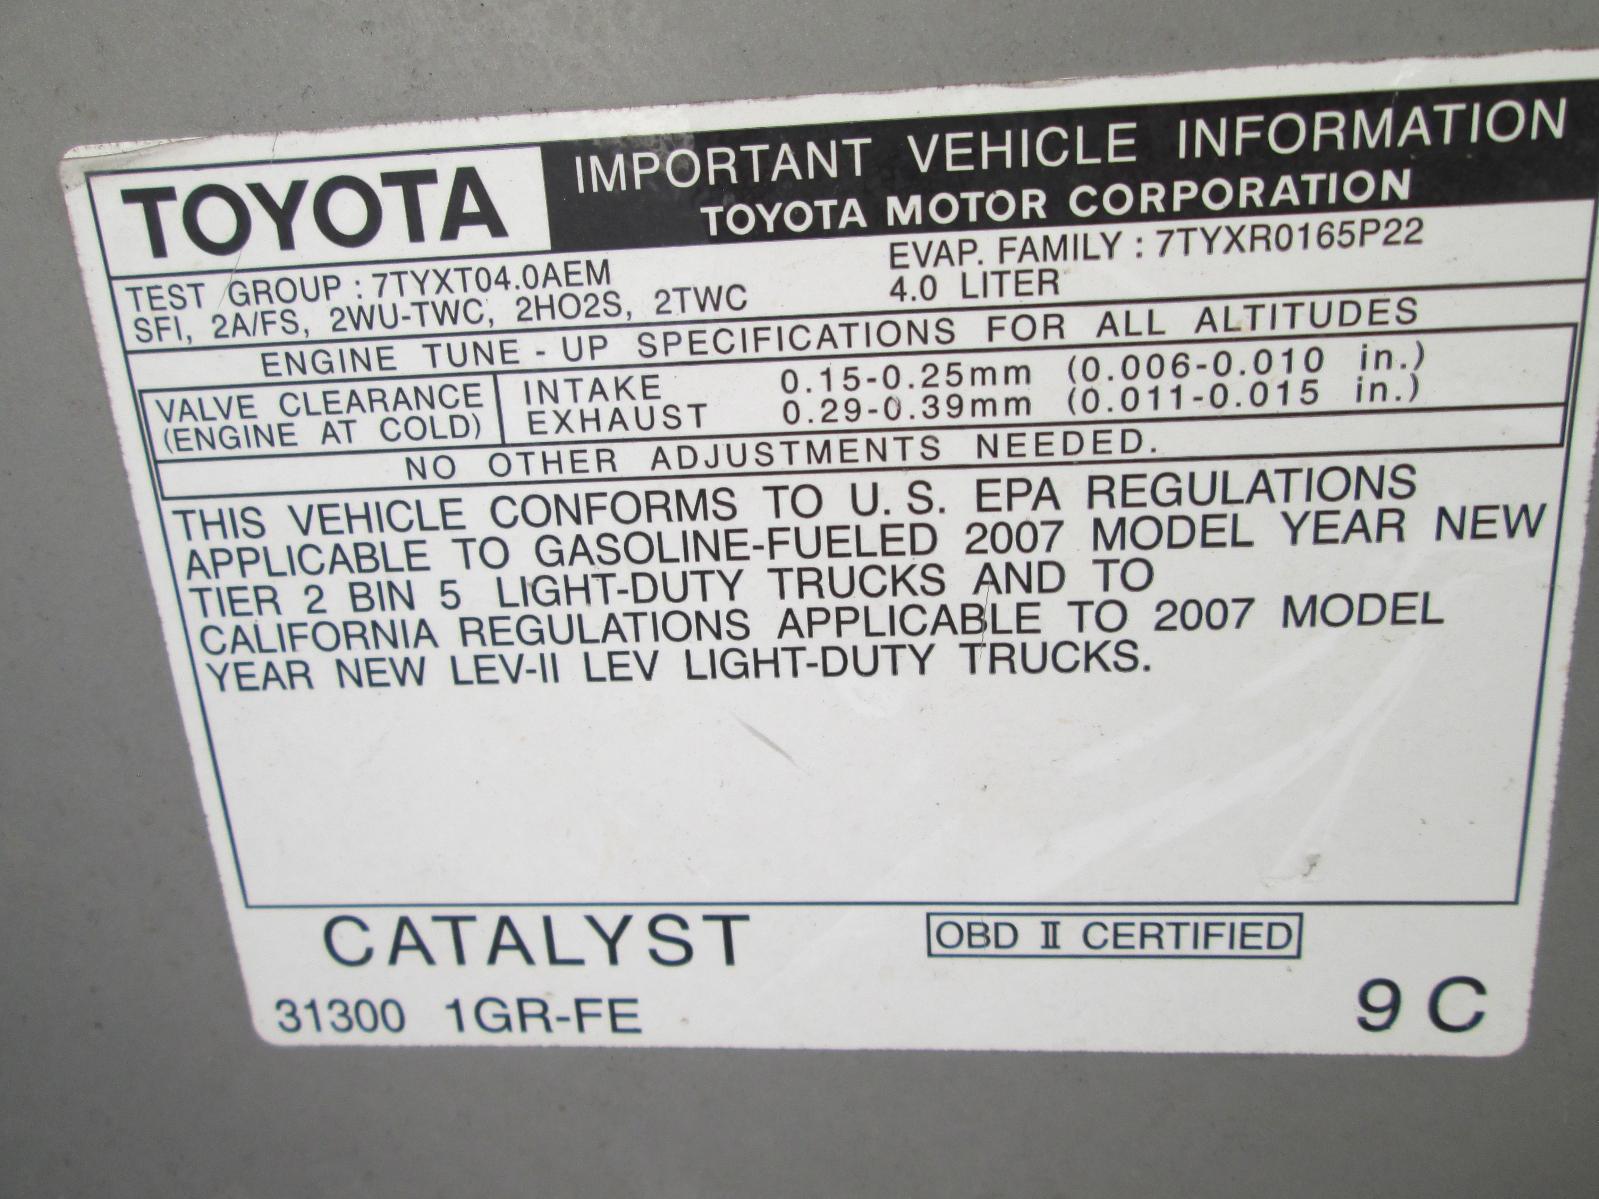 TOYOTA
IMPORTANT VEHICLE INFORMATION
TOYOTA MOTOR CORPORATION
TEST GROUP : 7TYXT04.0AEM EVAP. FAMILY : 7TYXR0165P22
SFI, 2A/FS, 2WU-TWC, 2HO2S, 2TWC 4.0 LITER
ENGINE TUNE - UP SPECIFICATIONS FOR ALL ALTITUDES
VALVE CLEARANCE INTAKE 0.15-0.25mm (0.006-0.010 in.)
(ENGINE AT COLD) EXHAUST 0.29-0.39mm (0.011-0.015 in.)
NO OTHER ADJUSTMENTS NEEDED.
THIS VEHICLE CONFORMS TO U. S. EPA REGULATIONS
APPLICABLE TO GASOLINE-FUELED 2007 MODEL YEAR NEW
TIER 2 BIN 5 LIGHT-DUTY TRUCKS AND TO
CALIFORNIA REGULATIONS APPLICABLE TO 2007 MODEL
YEAR NEW LEV-II LEV LIGHT-DUTY TRUCKS.
CATALYST OBD II CERTIFIED
31300 1GR-FE 9 C